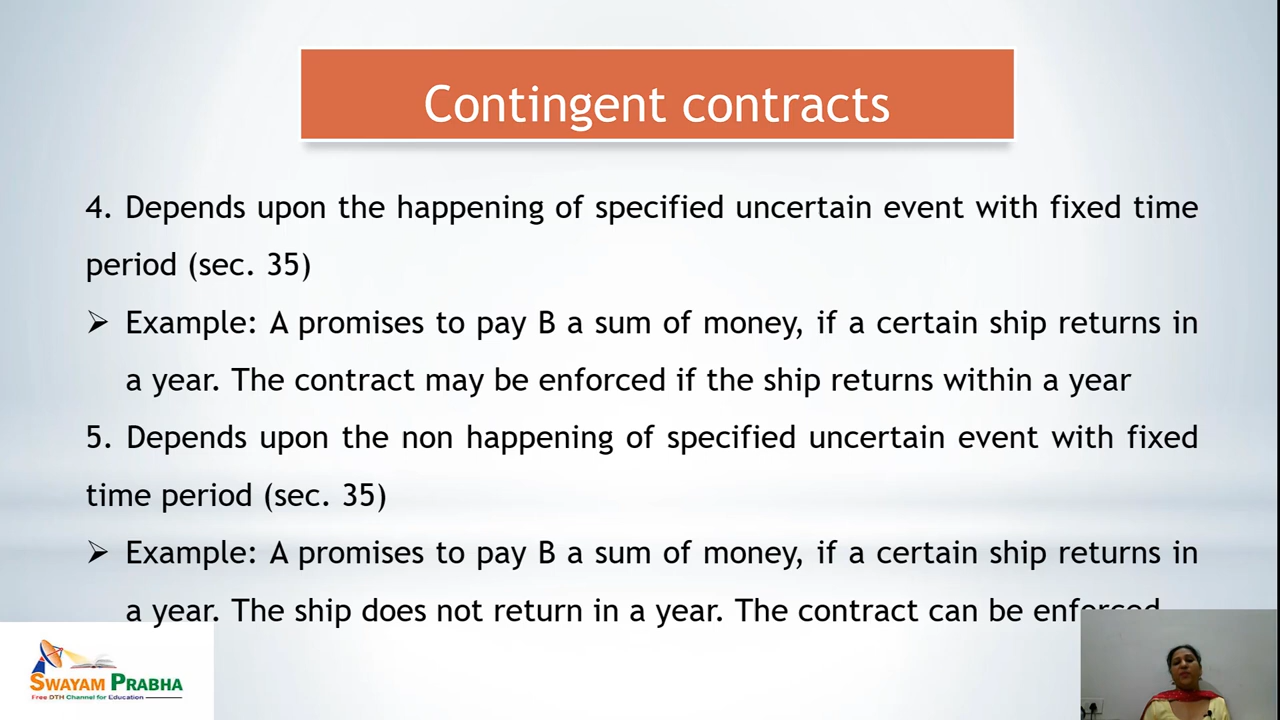 Contingent contracts
4. Depends upon the happening of specified uncertain event with fixed time
period (sec. 35)
➢ Example: A promises to pay B a sum of money, if a certain ship returns in
a year. The contract may be enforced if the ship returns within a year
5. Depends upon the non happening of specified uncertain event with fixed
time period (sec. 35)
➢ Example: A promises to pay B a sum of money, if a certain ship returns in
a year. The ship does not return in a year. The contract can be enforced
SWAYAM PRABHA
Free DTH Channel for Education